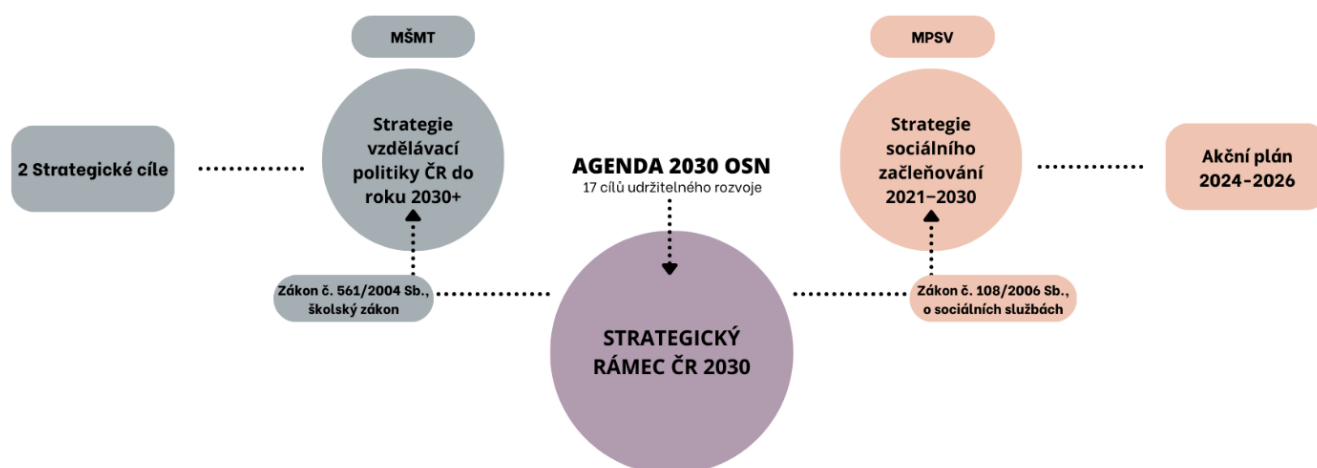 MŠMT
MPSV
2 Strategické cíle
Strategie
vzdělávací
politiky ČR do
roku 2030+
AGENDA 2030 OSN
17 cílů udržitelného rozvoje
Strategie
sociálního
začleňování
2021–2030
Akční plán
2024-2026
Zákon č. 561/2004 Sb.,
školský zákon
Zákon č. 108/2006 Sb.,
o sociálních službách
STRATEGICKÝ
RÁMEC ČR 2030